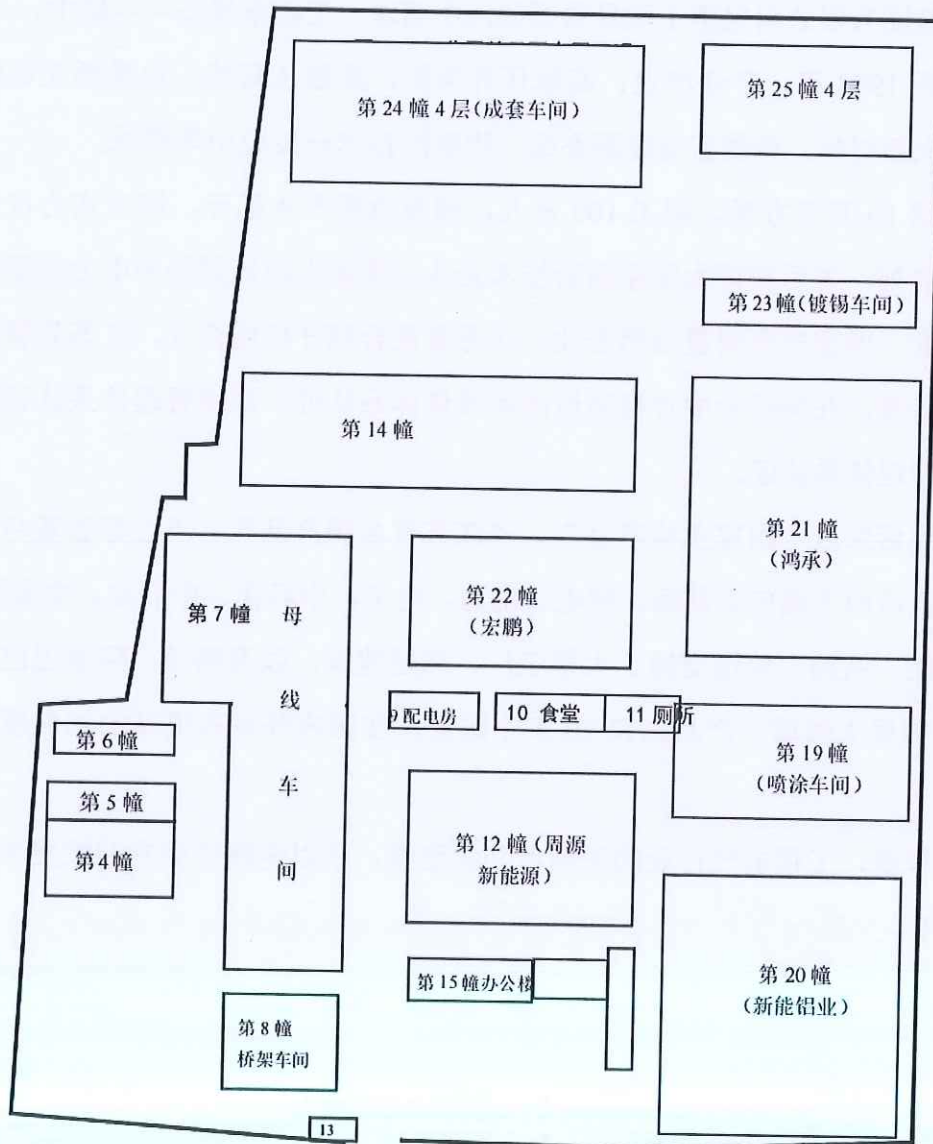 第24幢4层(成套车间)
第25幢4层
第23幢(镀锡车间)
第14幢
第21幢
(鸿承)
第7幢
母
线
车
间
第22幢
(宏鹏)
9配电房
10 食堂
11 厕所
第6幢
第19幢
(喷涂车间)
第5幢
第4幢
第12幢(周源
新能源)
第15幢办公楼
第20幢
(新能铝业)
第8幢
桥架车间
13